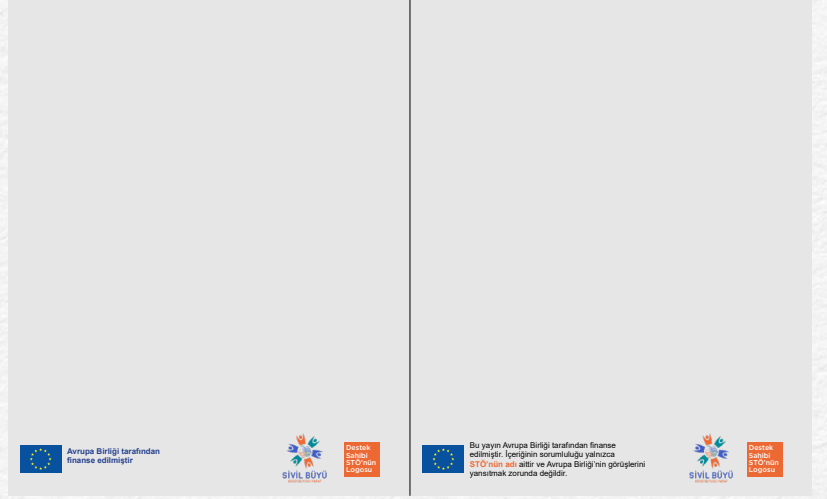 Avrupa Birliği tarafından
finanse edilmiştir
SİVİL BÜYÜ
Destek
Sahibi
STÖ'nün
Logosu
Bu yayın Avrupa Birliği tarafından finanse
edilmiştir. İçeriğinin sorumluluğu yalnızca
STÖ'nün adı aittir ve Avrupa Birliği'nin görüşlerini
yansıtmak zorunda değildir.
SİVİL BÜYÜ
Destek
Sahibi
STÖ'nün
Logosu